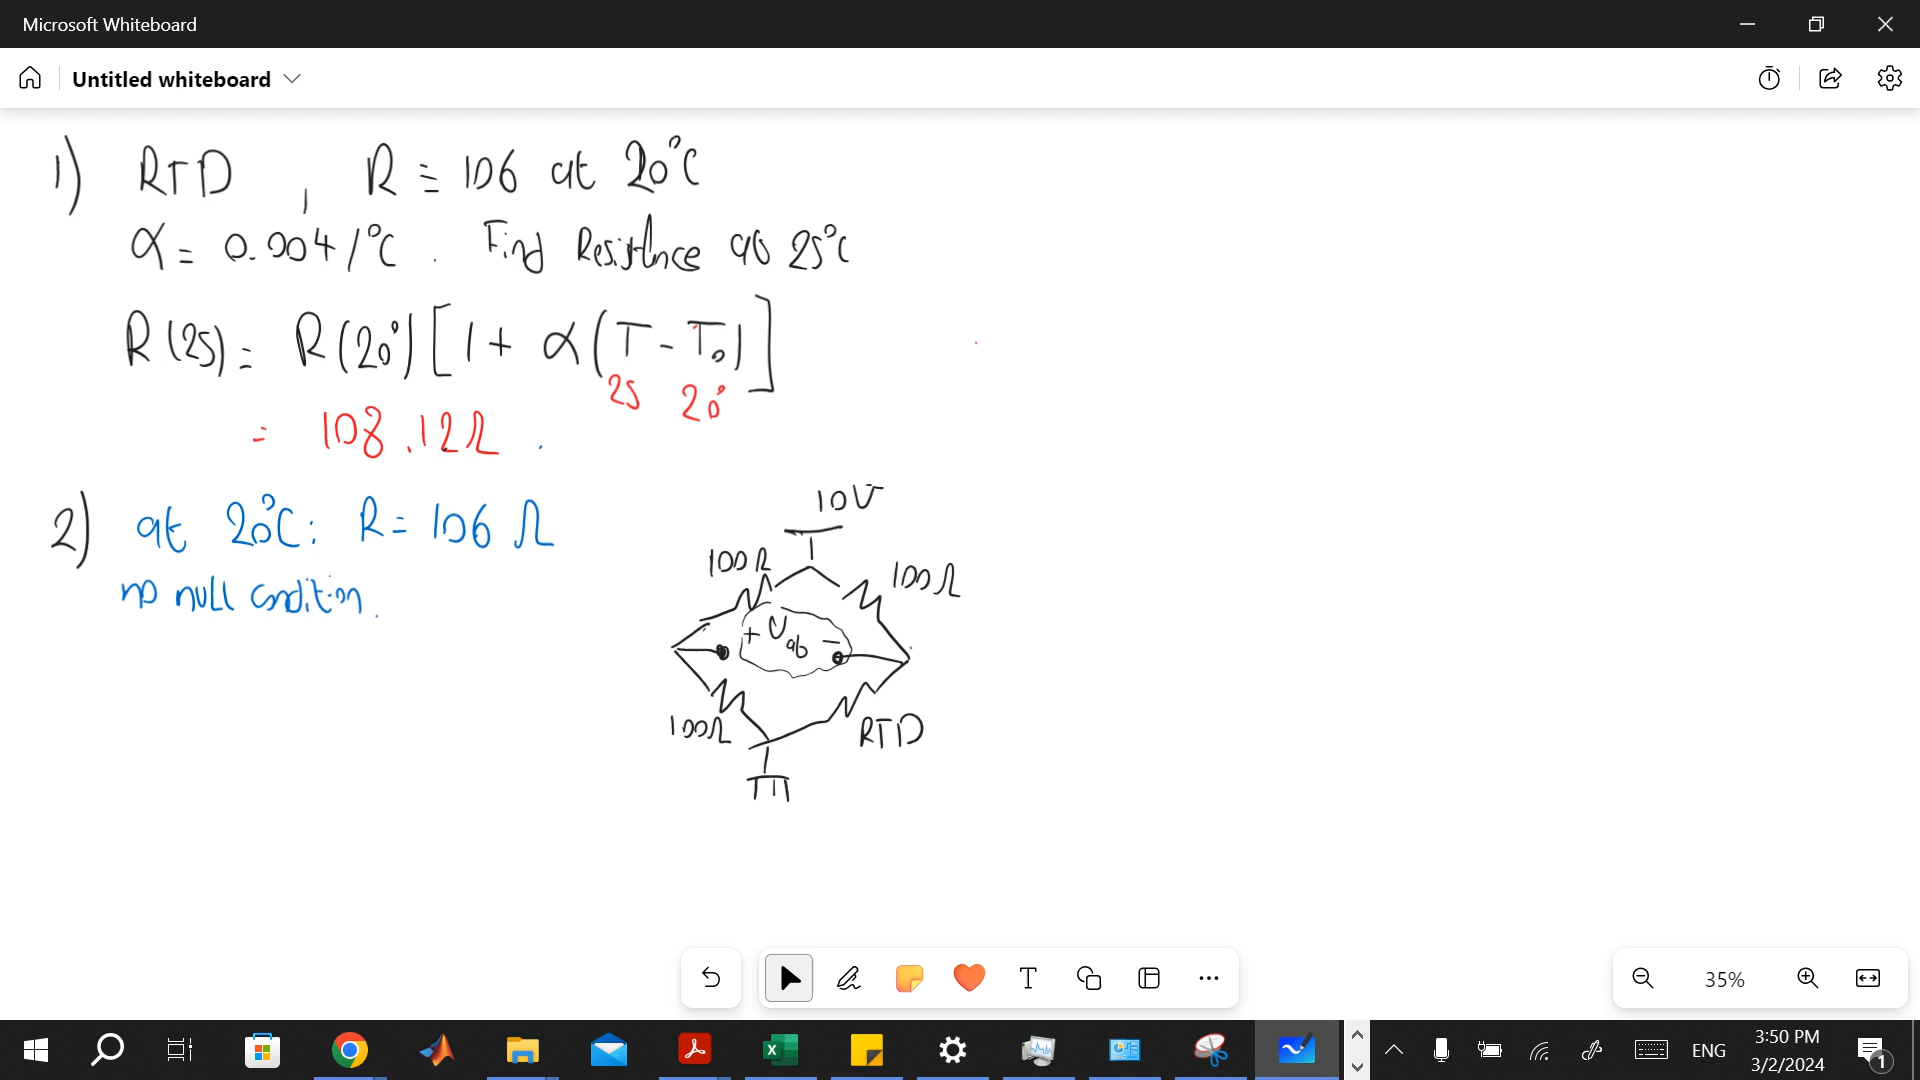 Microsoft Whiteboard
Untitled whiteboard
1) RTD , R = 106 at 20°C
α = 0.004/°C . Find Resistance at 25°C
R(25) = R(20°) [1 + α(T - T₀)]
25 20°
= 108.12Ω .
2) at 20°C: R = 106 Ω
no null condition.
10V
100Ω
100Ω
+ Vab -
100Ω
RTD
35%
ENG
3:50 PM
3/2/2024
1